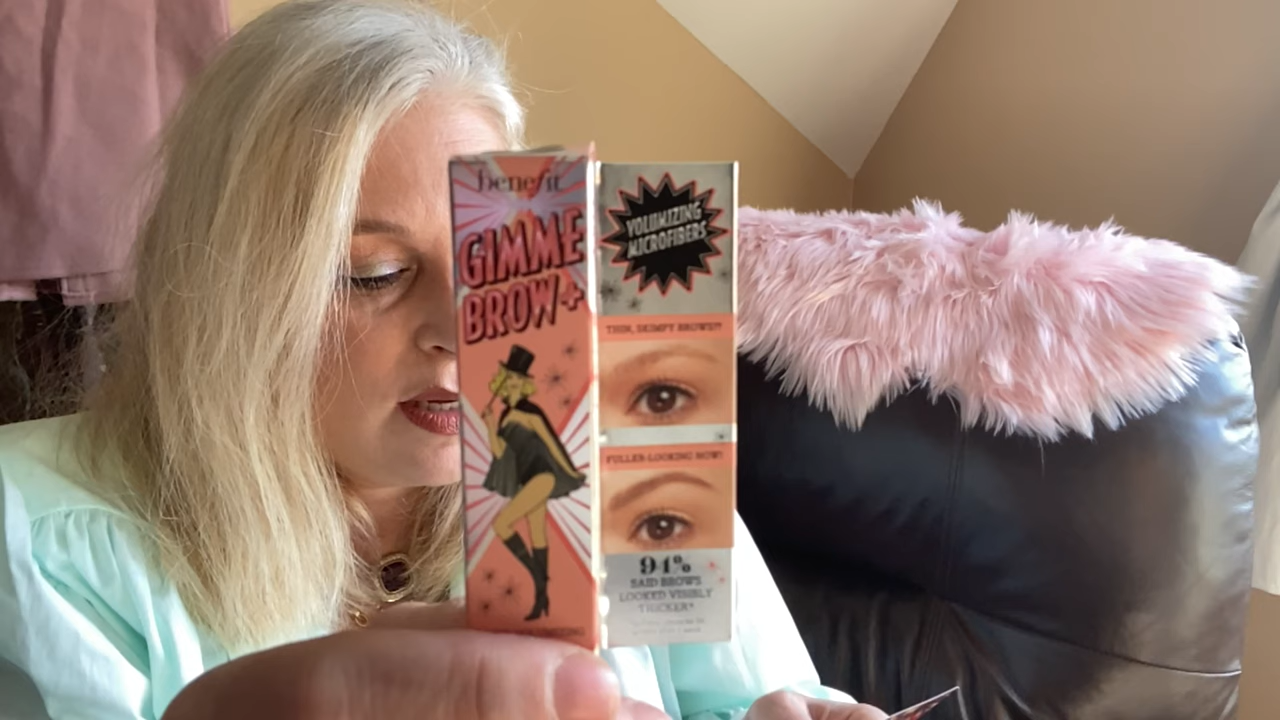 benefit
GIMME
BROW+
VOLUMIZING
MICROFIBERS
THIN, SKIMPY BROWS?!
FULLER-LOOKING NOW!
94%
SAID BROWS
LOOKED VISIBLY
THICKER*